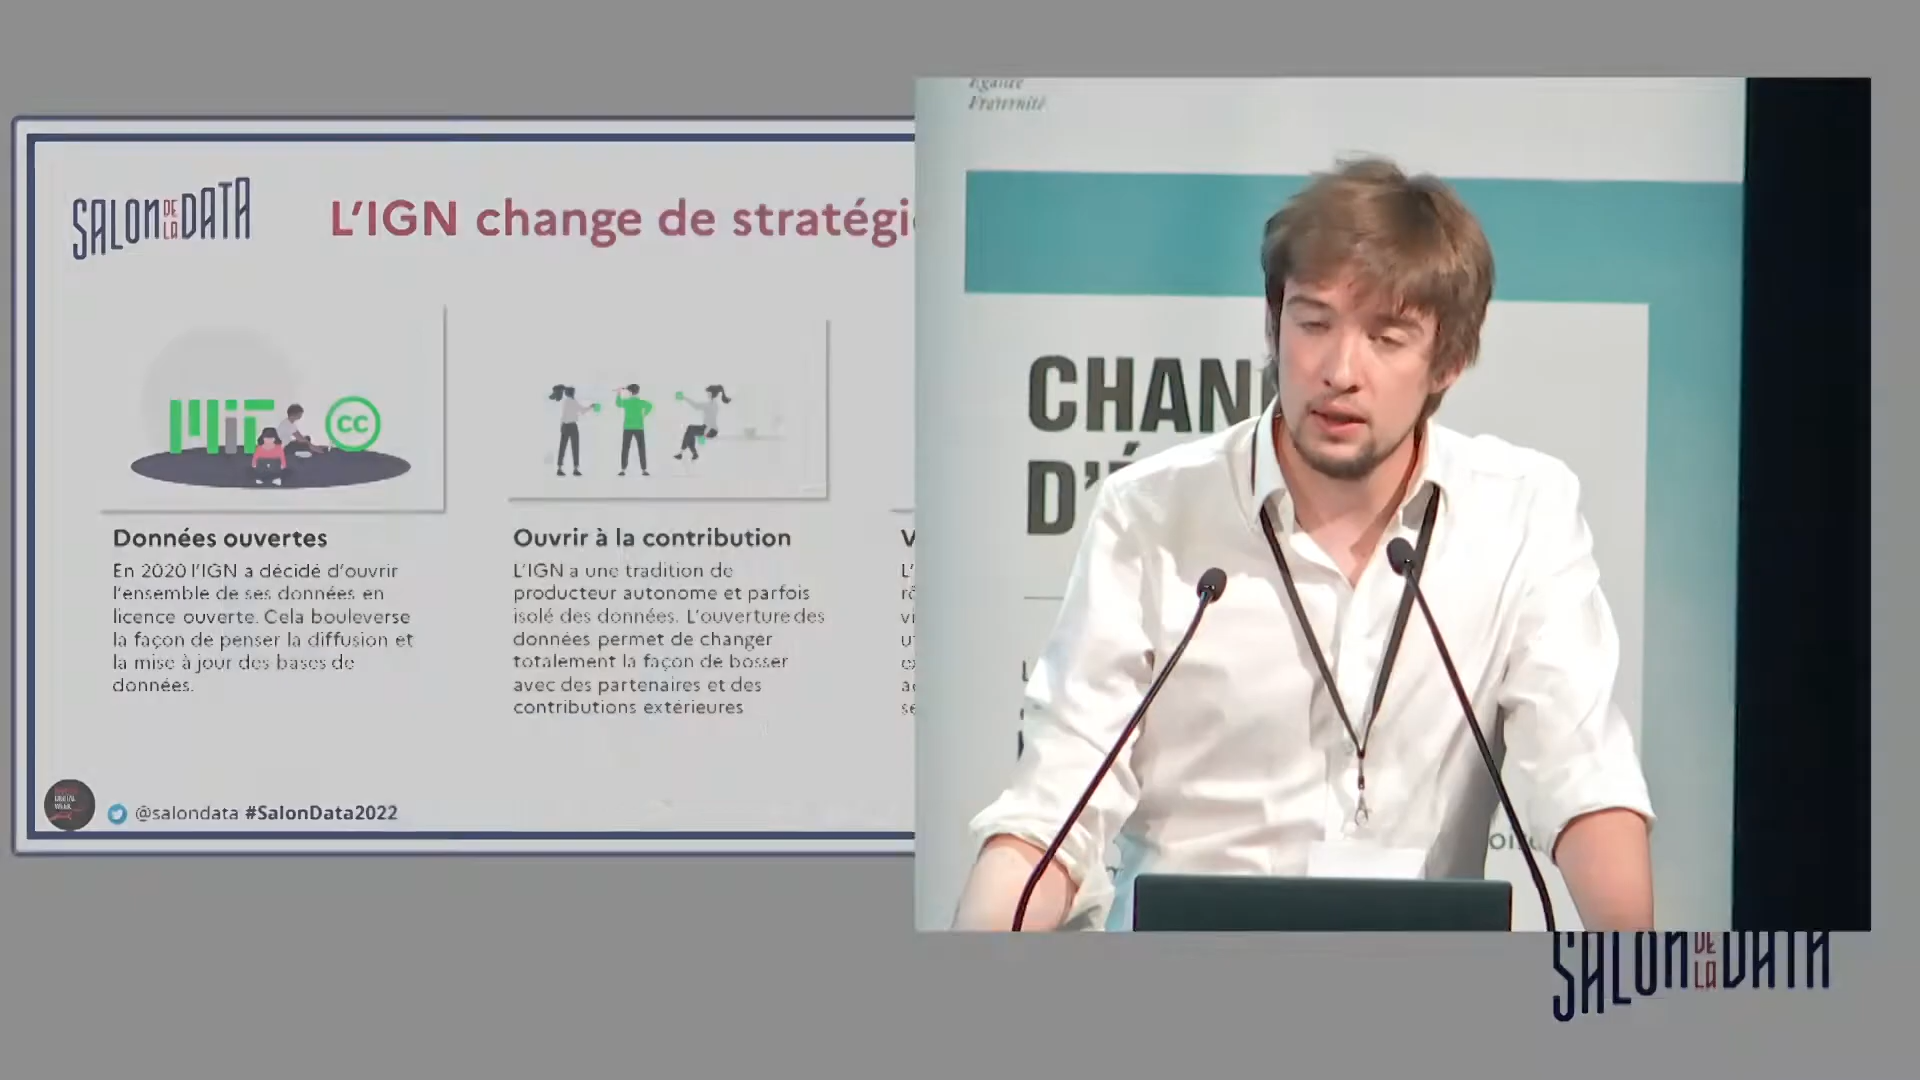 SALON DE LA DATA
L'IGN change de stratégi
MiT
CC
Données ouvertes
En 2020 l'IGN a décidé d'ouvrir
l'ensemble de ses données en
licence ouverte. Cela bouleverse
la façon de penser la diffusion et
la mise à jour des bases de
données.
Ouvrir à la contribution
L'IGN a une tradition de
producteur autonome et parfois
isolé des données. L'ouverture des
données permet de changer
totalement la façon de bosser
avec des partenaires et des
contributions extérieures
V
L'
@salondata #SalonData2022
Égalité
Fraternité
CHAN
D'É
SALON DE LA DATA